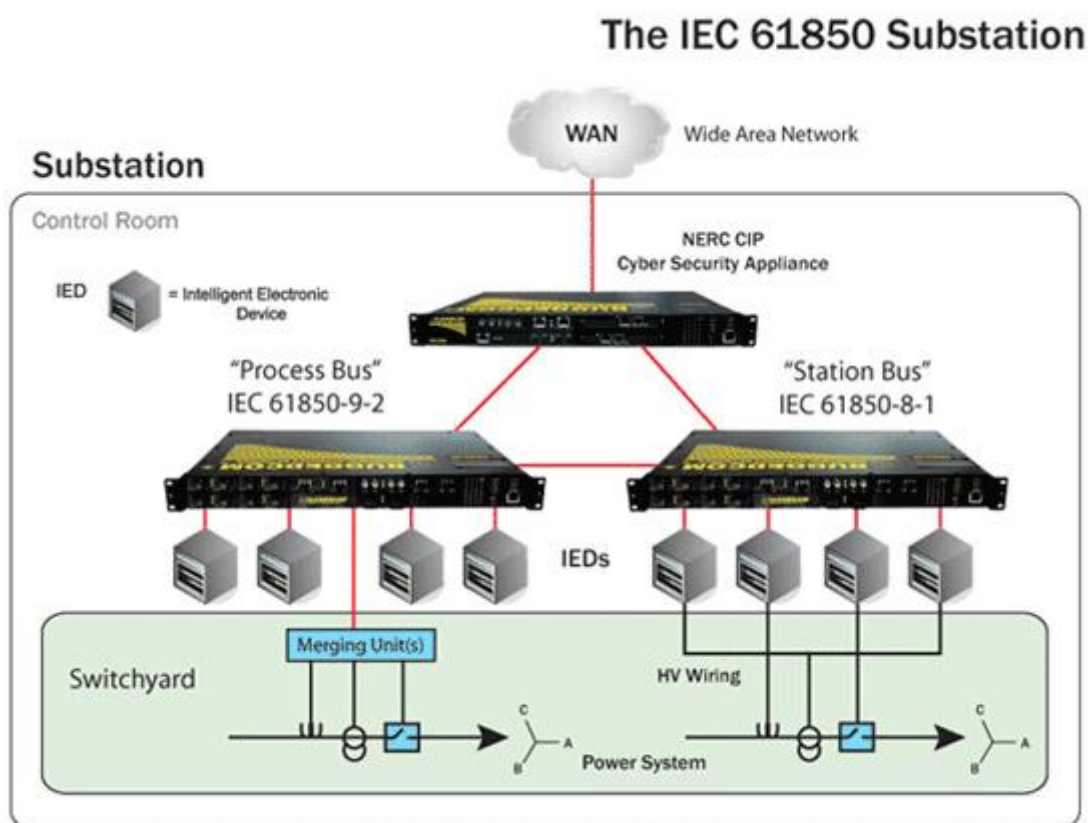 The IEC 61850 Substation
WAN
Wide Area Network
Substation
Control Room
NERC CIP
Cyber Security Appliance
IED
= Intelligent Electronic
Device
"Process Bus"
IEC 61850-9-2
"Station Bus"
IEC 61850-8-1
IEDs
Merging Unit(s)
Switchyard
HV Wiring
C
A
B
Power System
C
A
B